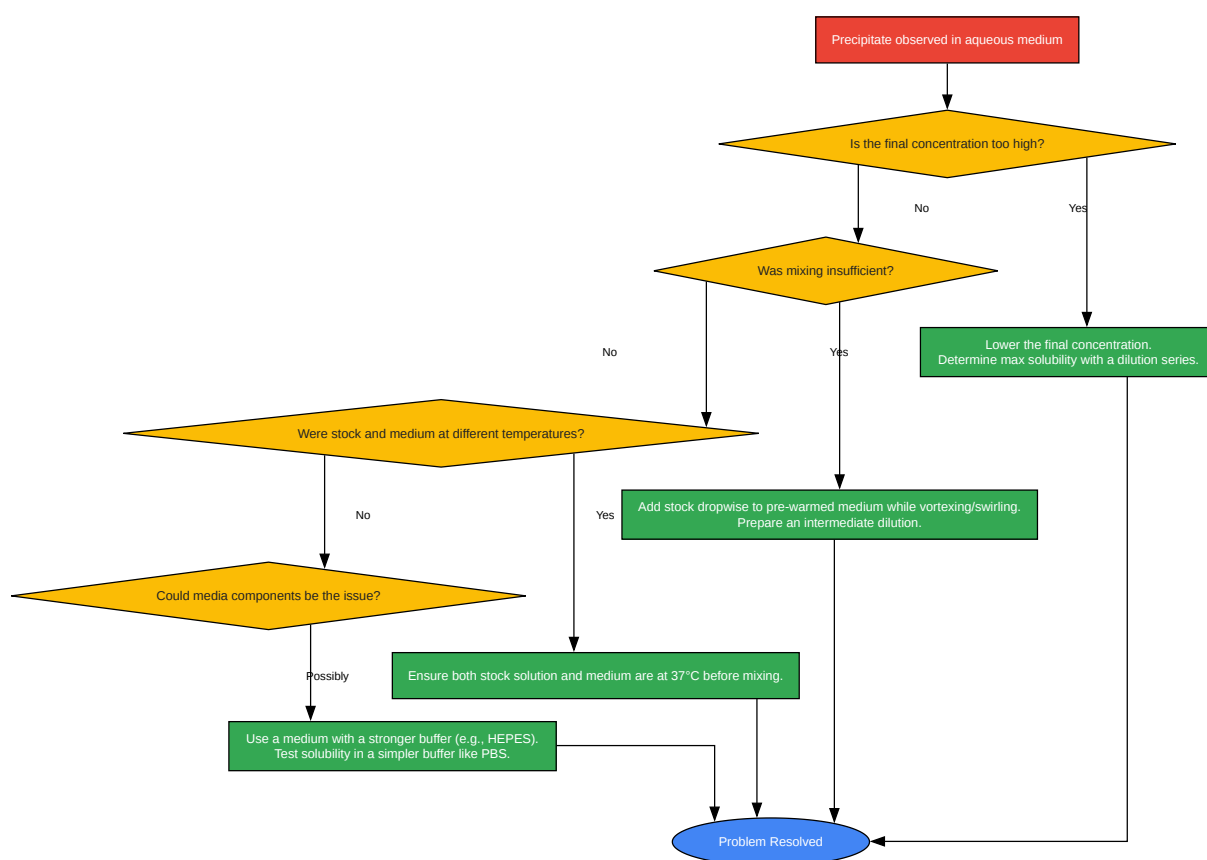 Precipitate observed in aqueous medium
Is the final concentration too high?
No
Yes
Was mixing insufficient?
Lower the final concentration.
Determine max solubility with a dilution series.
No
Yes
Were stock and medium at different temperatures?
Add stock dropwise to pre-warmed medium while vortexing/swirling.
Prepare an intermediate dilution.
No
Yes
Could media components be the issue?
Possibly
Ensure both stock solution and medium are at 37°C before mixing.
Use a medium with a stronger buffer (e.g., HEPES).
Test solubility in a simpler buffer like PBS.
Problem Resolved